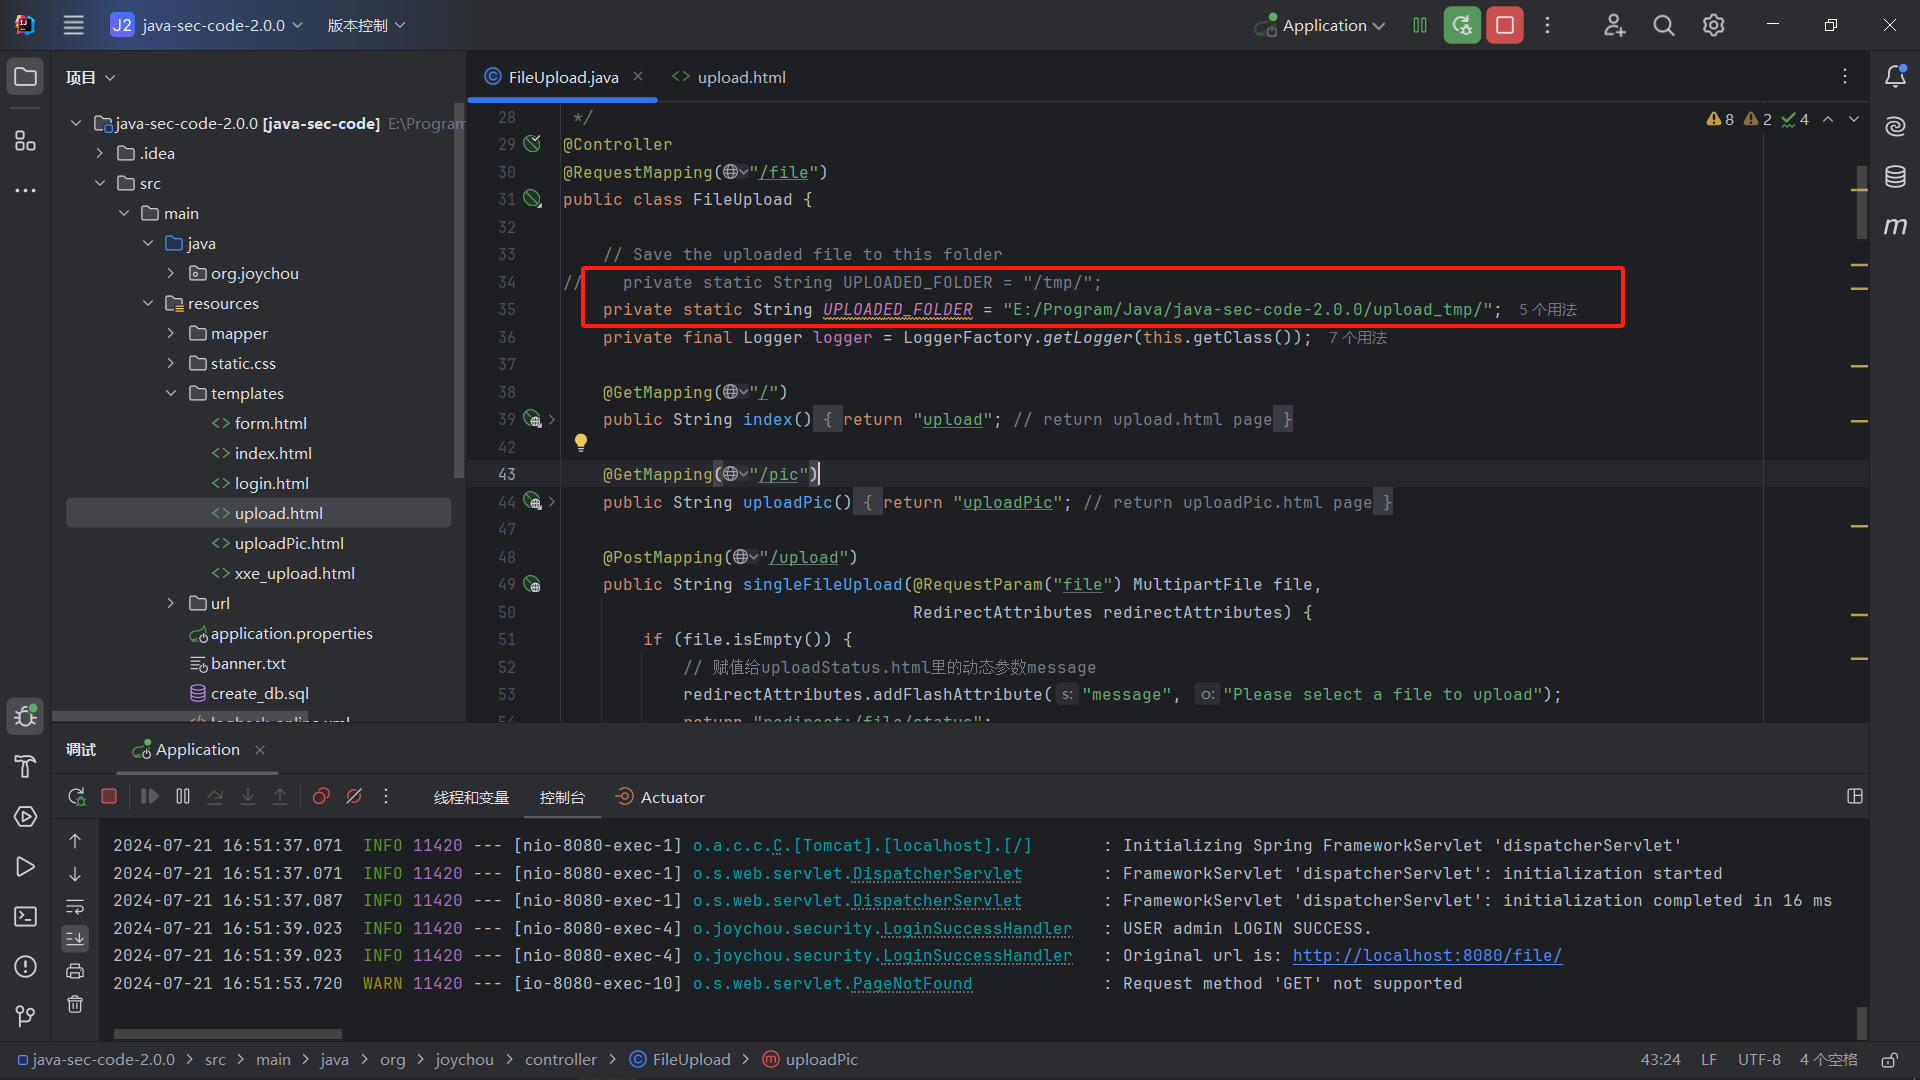 J2 java-sec-code-2.0.0 版本控制 Application
项目
FileUpload.java
upload.html
java-sec-code-2.0.0 [java-sec-code] E:\Program
.idea
src
main
java
org.joychou
resources
mapper
static.css
templates
form.html
index.html
login.html
upload.html
uploadPic.html
xxe_upload.html
url
application.properties
banner.txt
create_db.sql
8 2 4
28 */
29 @Controller
30 @RequestMapping("/file")
31 public class FileUpload {
32
33 // Save the uploaded file to this folder
34 // private static String UPLOADED_FOLDER = "/tmp/";
35 private static String UPLOADED_FOLDER = "E:/Program/Java/java-sec-code-2.0.0/upload_tmp/"; 5 个用法
36 private final Logger logger = LoggerFactory.getLogger(this.getClass()); 7 个用法
37
38 @GetMapping("/")
39 public String index() { return "upload"; // return upload.html page }
42
43 @GetMapping("/pic")
44 public String uploadPic() { return "uploadPic"; // return uploadPic.html page }
47
48 @PostMapping("/upload")
49 public String singleFileUpload(@RequestParam("file") MultipartFile file,
50 RedirectAttributes redirectAttributes) {
51 if (file.isEmpty()) {
52 // 赋值给uploadStatus.html里的动态参数message
53 redirectAttributes.addFlashAttribute( s: "message", o: "Please select a file to upload");
54 return "redirect:/file/status";
调试 Application
线程和变量 控制台 Actuator
2024-07-21 16:51:37.071 INFO 11420 --- [nio-8080-exec-1] o.a.c.c.C.[Tomcat].[localhost].[/] : Initializing Spring FrameworkServlet 'dispatcherServlet'
2024-07-21 16:51:37.071 INFO 11420 --- [nio-8080-exec-1] o.s.web.servlet.DispatcherServlet : FrameworkServlet 'dispatcherServlet': initialization started
2024-07-21 16:51:37.087 INFO 11420 --- [nio-8080-exec-1] o.s.web.servlet.DispatcherServlet : FrameworkServlet 'dispatcherServlet': initialization completed in 16 ms
2024-07-21 16:51:39.023 INFO 11420 --- [nio-8080-exec-4] o.joychou.security.LoginSuccessHandler : USER admin LOGIN SUCCESS.
2024-07-21 16:51:39.023 INFO 11420 --- [nio-8080-exec-4] o.joychou.security.LoginSuccessHandler : Original url is: http://localhost:8080/file/
2024-07-21 16:51:53.720 WARN 11420 --- [io-8080-exec-10] o.s.web.servlet.PageNotFound : Request method 'GET' not supported
java-sec-code-2.0.0 > src > main > java > org > joychou > controller > FileUpload > uploadPic
43:24 LF UTF-8 4 个空格